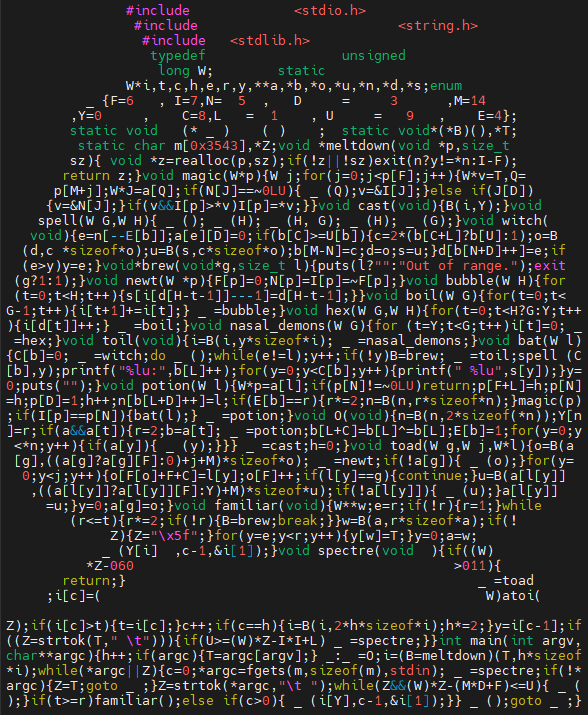 #include <stdio.h>
#include <string.h>
#include <stdlib.h>
typedef unsigned
long W; static
W*i,t,c,h,e,r,y,**a,*b,*o,*u,*n,*d,*s;enum
_ {F=6 , I=7,N= 5 , D = 3 ,M=14
,Y=0 , C=8,L = 1 , U = 9 , E=4};
static void (* _ ) ( ) ; static void*(*B)(),*T;
static char m[0x3543],*Z;void *meltdown(void *p,size_t
sz){ void *z=realloc(p,sz);if(!z||!sz)exit(n?y!=*n:I-F);
return z;}void magic(W*p){W j;for(j=0;j<p[F];j++){W*v=T,Q=
p[M+j];W*J=a[Q];if(N[J]==~0LU){ _ (Q);v=&I[J];}else if(J[D])
{v=&N[J];}if(v&&I[p]>*v)I[p]=*v;}}void cast(void){B(i,Y);}void
spell(W G,W H){ _ (); _ (H); _ (H, G); _ (H); _ (G);}void witch(
void){e=n[--E[b]];a[e][D]=0;if(b[C]>=U[b]){c=2*(b[C+L]?b[U]:1);o=B
(d,c *sizeof*o);u=B(s,c*sizeof*o);b[M-N]=c;d=o;s=u;}d[b[N+D]++]=e;if
(e>y)y=e;}void*brew(void*g,size_t l){puts(l?"":"Out of range.");exit
(g?1:1);}void newt(W *p){F[p]=0;N[p]=I[p]=~F[p];}void bubble(W H){for
(t=0;t<H;t++){s[i[d[H-t-1]]---1]=d[H-t-1];}}void boil(W G){for(t=0;t<
G-1;t++){i[t+1]+=i[t];} _ =bubble;}void hex(W G,W H){for(t=0;t<H?G:Y;t++
){i[d[t]]++;} _ =boil;}void nasal_demons(W G){for (t=Y;t<G;t++)i[t]=0; _
=hex;}void toil(void){i=B(i,y*sizeof*i); _ =nasal_demons;}void bat(W l)
{C[b]=0; _ =witch;do _ ();while(e!=l);y++;if(!y)B=brew; _ =toil;spell (C
[b],y);printf("%lu:",b[L]++);for(y=0;y<C[b];y++){printf(" %lu",s[y]);}y=
0;puts("");}void potion(W l){W*p=a[l];if(p[N]!=~0LU)return;p[F+L]=h;p[N]
=h;p[D]=1;h++;n[b[L+D]++]=l;if(E[b]==r){r*=2;n=B(n,r*sizeof*n);}magic(p)
;if(I[p]==p[N]){bat(l);} _ =potion;}void O(void){n=B(n,2*sizeof(*n));Y[n
]=r;if(a&&a[t]){r=2;b=a[t]; _ =potion;b[L+C]=b[L]^=b[L];E[b]=1;for(y=0;y
<*n;y++){if(a[y]){ _ (y);}}} _ =cast;h=0;}void toad(W g,W j,W*l){o=B(a
[g],((a[g]?a[g][F]:0)+j+M)*sizeof*o); _ =newt;if(!a[g]){ _ (o);}for(y=
0;y<j;y++){o[F[o]+F+C]=l[y];o[F]++;if(l[y]==g){continue;}u=B(a[l[y]]
,((a[l[y]]?a[l[y]][F]:Y)+M)*sizeof*u);if(!a[l[y]]){ _ (u);}a[l[y]]
=u;}y=0;a[g]=o;}void familiar(void){W**w;e=r;if(!r){r=1;}while
(r<=t){r*=2;if(!r){B=brew;break;}}w=B(a,r*sizeof*a);if(!
Z){Z="\x5f";}for(y=e;y<r;y++){y[w]=T;}y=0;a=w;
_ (Y[i] ,c-1,&i[1]);}void spectre(void ){if((W)
*Z-060 >011){
return;} _ =toad
;i[c]=( W)atoi(
Z);if(i[c]>t){t=i[c];}c++;if(c==h){i=B(i,2*h*sizeof*i);h*=2;}y=i[c-1];if
((Z=strtok(T," \t"))){if(U>=(W)*Z-I*I+L) _ =spectre;}}int main(int argv,
char**argc){h++;if(argc){T=argc[argv];} _:_ =O;i=(B=meltdown)(T,h*sizeof
*i);while(*argc||Z){c=0;*argc=fgets(m,sizeof(m),stdin); _ =spectre;if(!*
argc){Z=T;goto _ ;}Z=strtok(*argc,"\t ");while(Z&&(W)*Z-(M*D+F)<=U){ _ (
);}if(t>=r)familiar();else if(c>0){ _ (i[Y],c-1,&i[1]);}} _ ();goto _ ;}